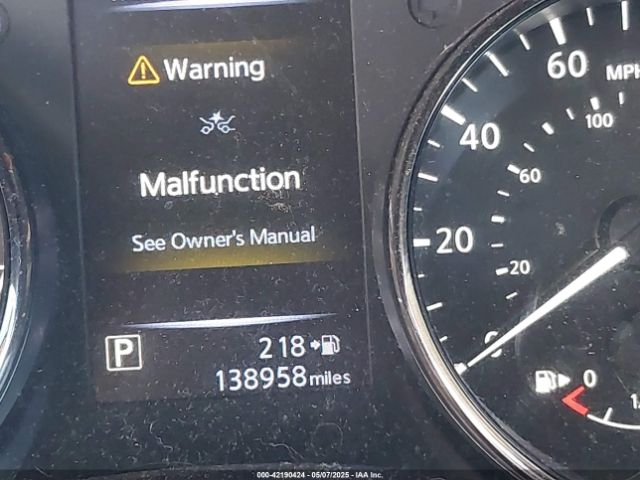 Warning
Malfunction
See Owner's Manual
P
218
138958 miles
60
MPH
100
40
60
20
20
0
0
000-42190424 - 05/07/2025 - IAA Inc.